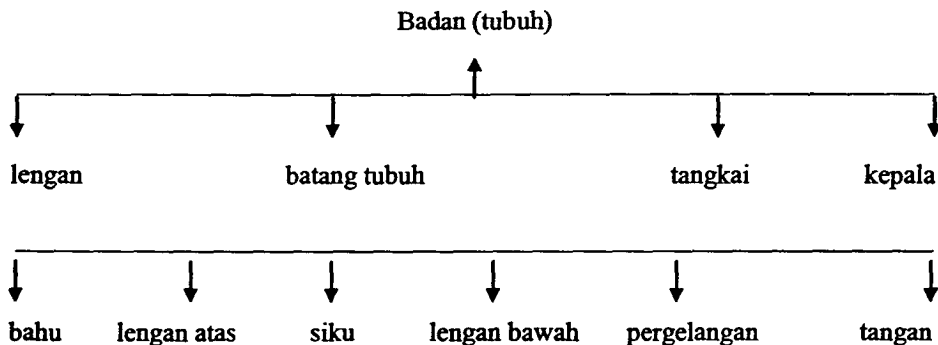 Badan (tubuh)
lengan batang tubuh tangkai kepala
bahu lengan atas siku lengan bawah pergelangan tangan